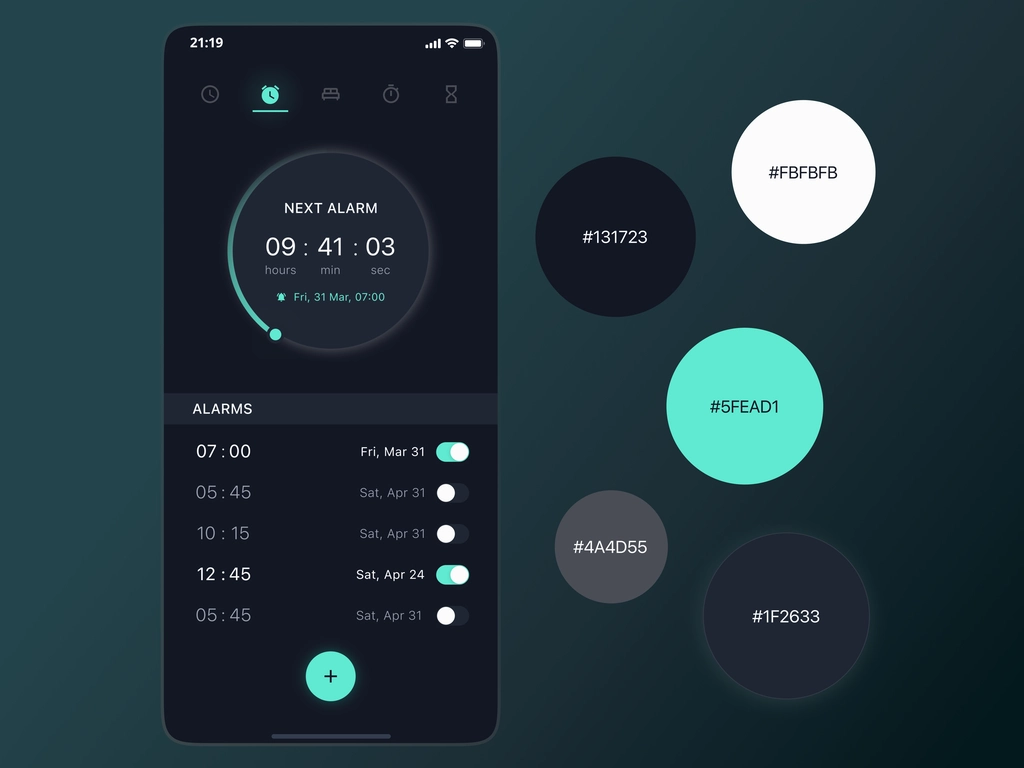 21:19
NEXT ALARM
09 : 41 : 03
hours min sec
Fri, 31 Mar, 07:00
ALARMS
07 : 00 Fri, Mar 31
05 : 45 Sat, Apr 31
10 : 15 Sat, Apr 31
12 : 45 Sat, Apr 24
05 : 45 Sat, Apr 31
+
#FBFBFB
#131723
#5FEAD1
#4A4D55
#1F2633